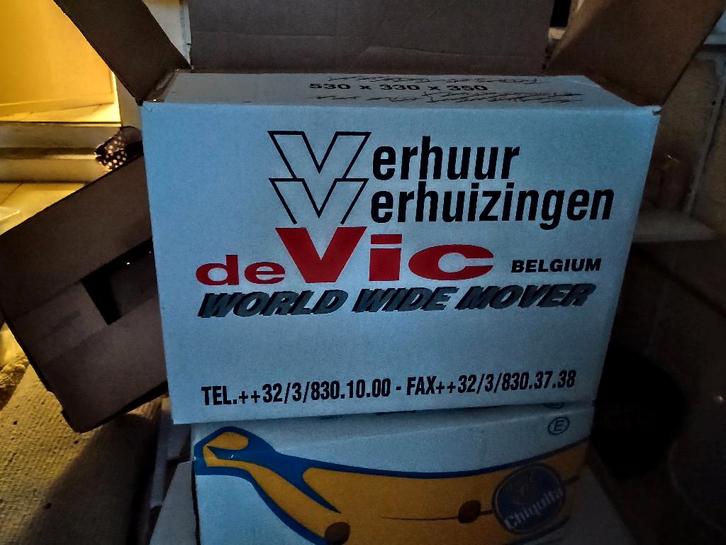 530 x 330 x 350
Verhuur
Verhuizingen
deVic BELGIUM
WORLD WIDE MOVER
TEL.++32/3/830.10.00 - FAX++32/3/830.37.38
E
Chiquita